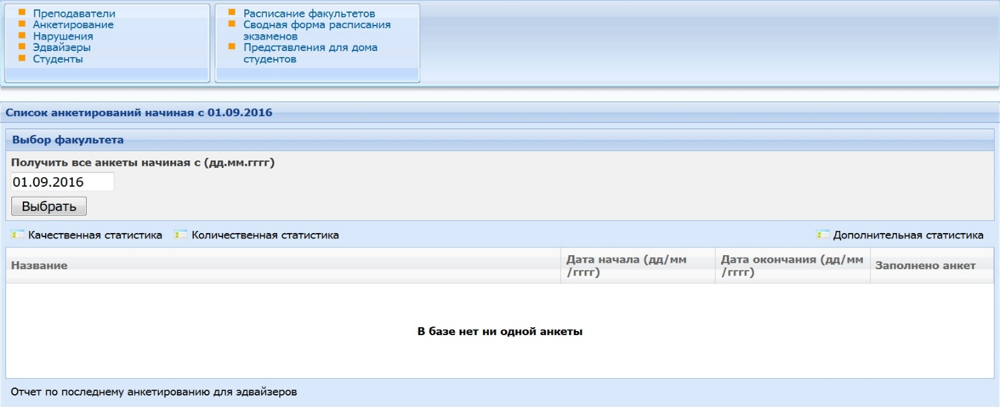 Преподаватели
Анкетирование
Нарушения
Эдвайзеры
Студенты
Расписание факультетов
Сводная форма расписания
экзаменов
Представления для дома
студентов
Список анкетирований начиная с 01.09.2016
Выбор факультета
Получить все анкеты начиная с (дд.мм.гггг)
01.09.2016
Выбрать
Качественная статистика Количественная статистика Дополнительная статистика
Название
Дата начала (дд/мм
/гггг)
Дата окончания (дд/мм
/гггг)
Заполнено анкет
В базе нет ни одной анкеты
Отчет по последнему анкетированию для эдвайзеров